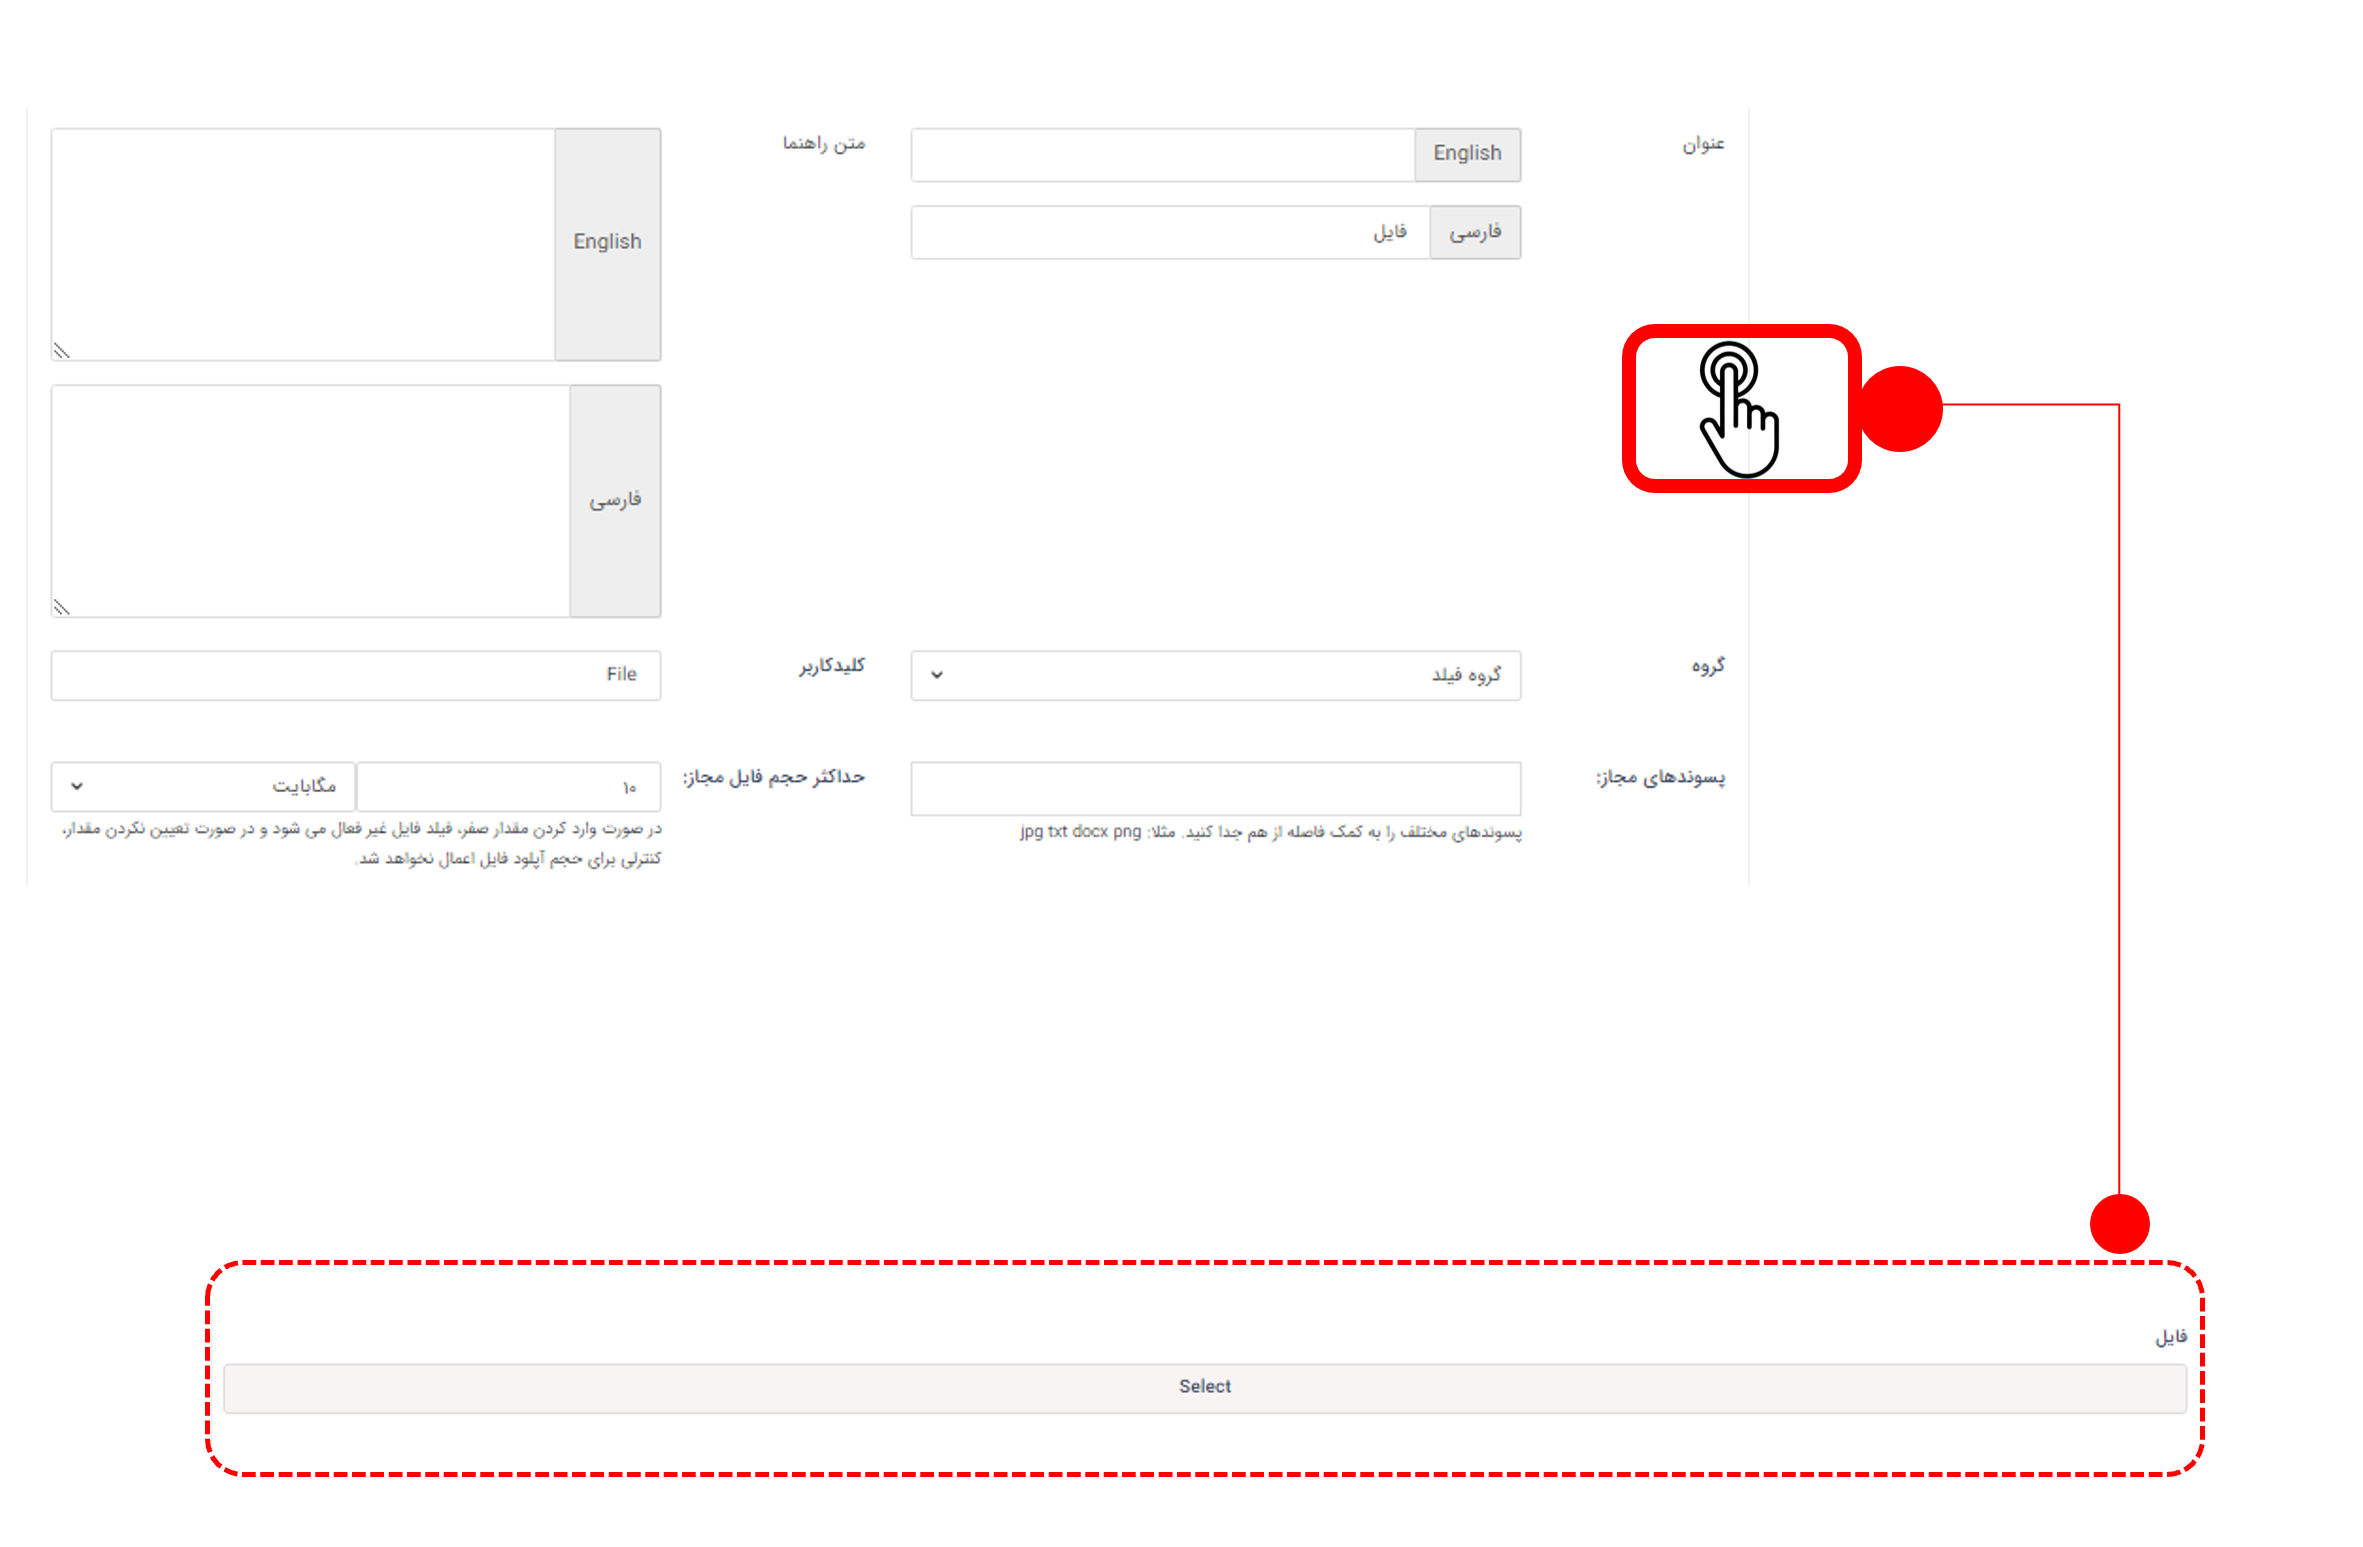 عنوان
English
فارسی
فایل
متن راهنما
English
فارسی
گروه
گروه فیلد
کلیدکاربر
File
پسوندهای مجاز:
پسوندهای مختلف را به کمک فاصله از هم جدا کنید. مثلا: jpg txt docx png
حداکثر حجم فایل مجاز:
۱۰
مگابایت
در صورت وارد کردن مقدار صفر، فیلد فایل غیر فعال می شود و در صورت تعیین نکردن مقدار،
کنترلی برای حجم آپلود فایل اعمال نخواهد شد.
فایل
Select